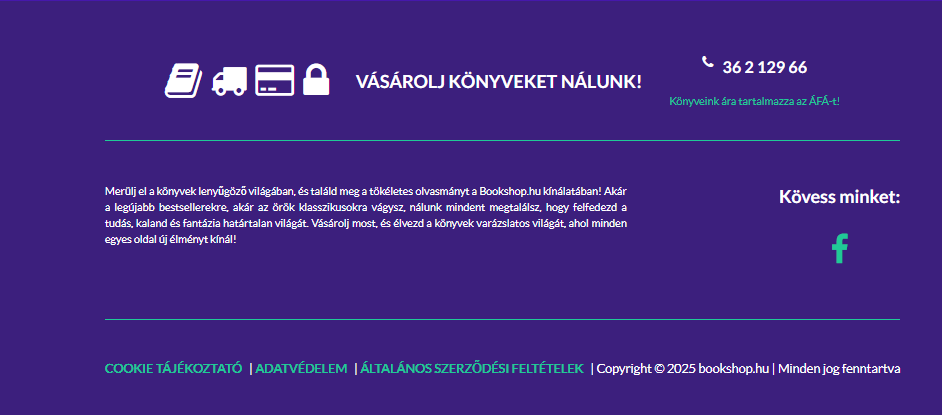 VÁSÁROLJ KÖNYVEKET NÁLUNK!
36 2 129 66
Könyveink ára tartalmazza az ÁFÁ-t!
Merülj el a könyvek lenyűgöző világában, és találd meg a tökéletes olvasmányt a Bookshop.hu kínálatában! Akár
a legújabb bestsellerekre, akár az örök klasszikusokra vágysz, nálunk mindent megtalálsz, hogy felfedezd a
tudás, kaland és fantázia határtalan világát. Vásárolj most, és élvezd a könyvek varázslatos világát, ahol minden
egyes oldal új élményt kínál!
Kövess minket:
COOKIE TÁJÉKOZTATÓ | ADATVÉDELEM | ÁLTALÁNOS SZERZŐDÉSI FELTÉTELEK | Copyright © 2025 bookshop.hu | Minden jog fenntartva